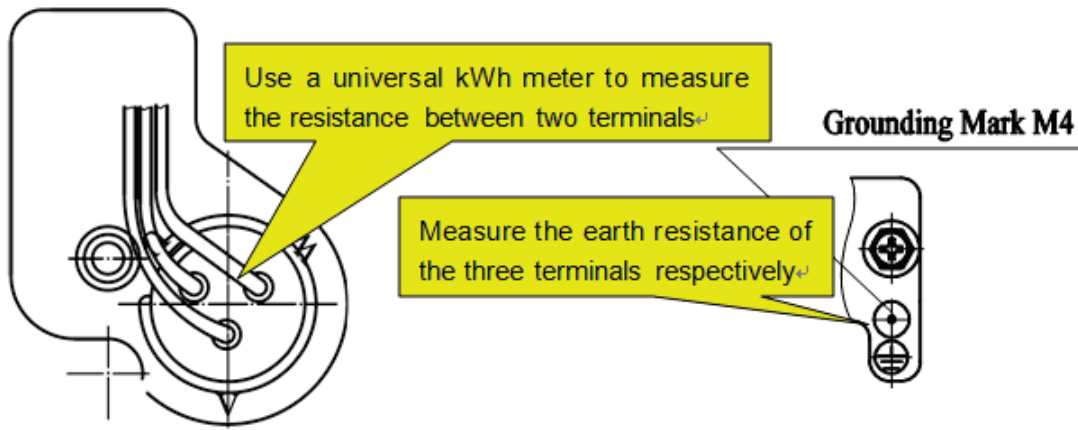 Use a universal kWh meter to measure
the resistance between two terminals↵
Grounding Mark M4
Measure the earth resistance of
the three terminals respectively↵